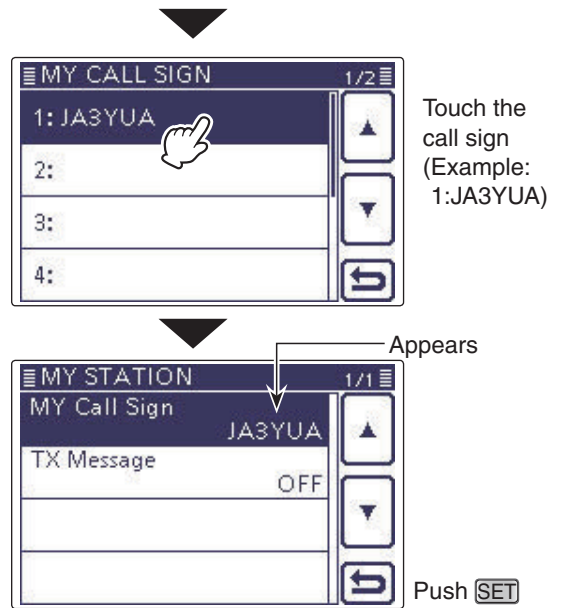 MY CALL SIGN 1/2
1: JA3YUA
2:
3:
4:
Touch the
call sign
(Example:
1:JA3YUA)
Appears
MY STATION 1/1
MY Call Sign
JA3YUA
TX Message
OFF
Push SET